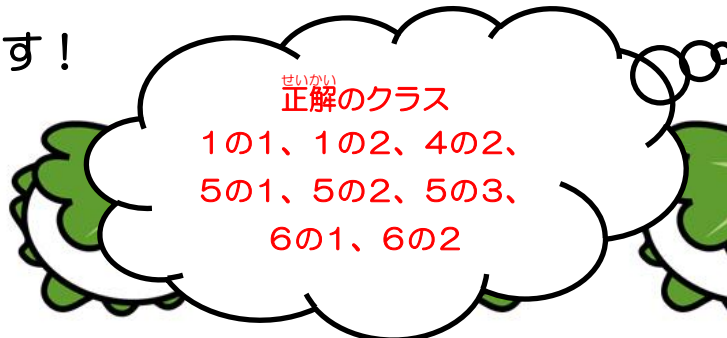 す！
せいかい
正解のクラス
１の１、１の２、４の２、
５の１、５の２、５の３、
６の１、６の２